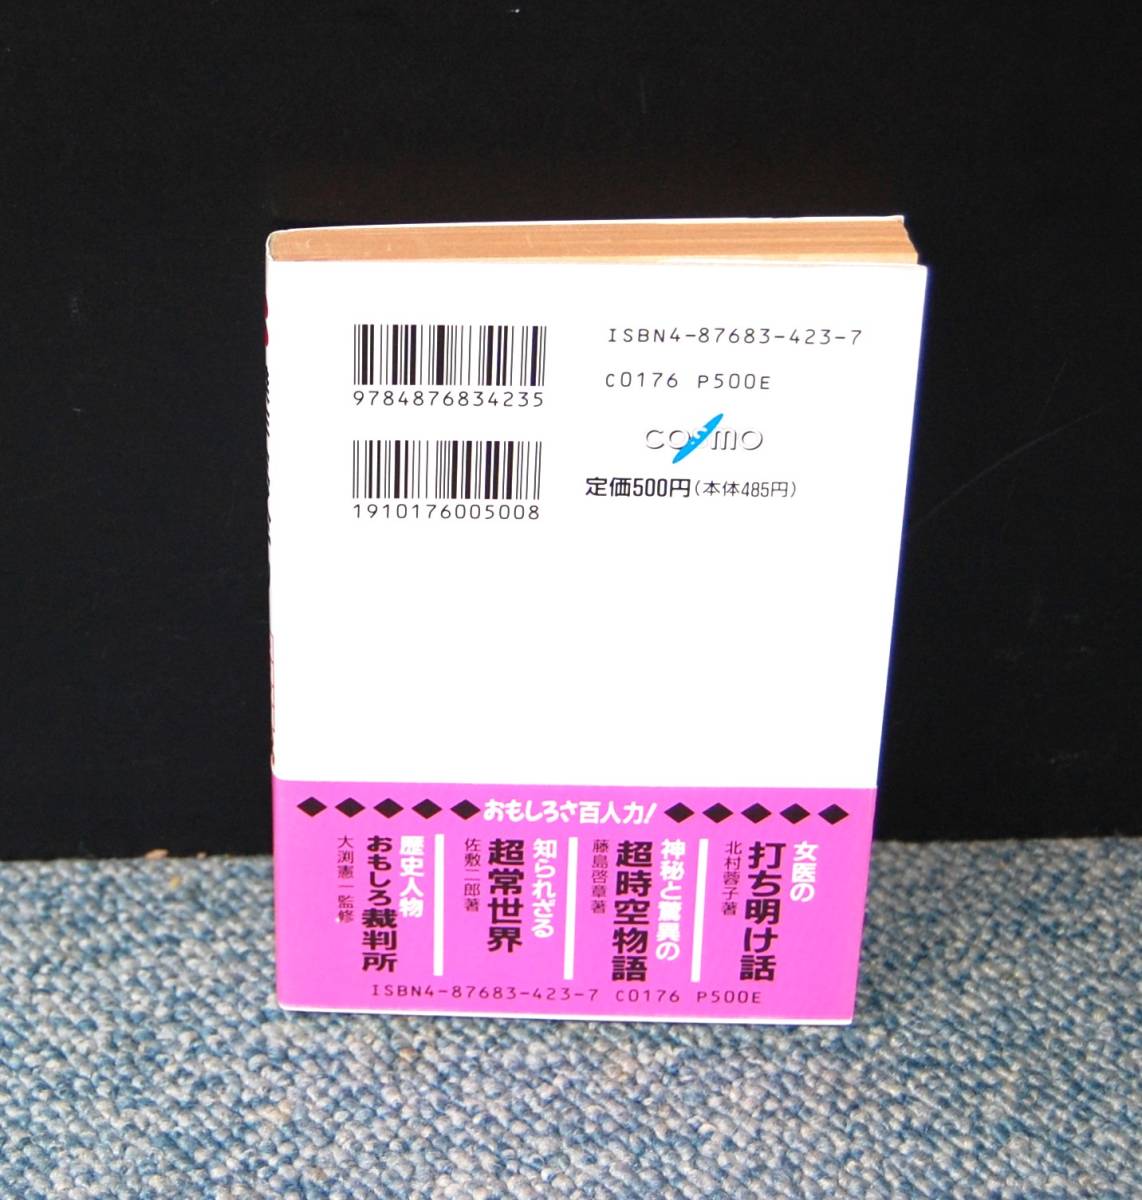 ISBN4-87683-423-7
C0176 P500E
9784876834235
cosmo
定価500円(本体485円)
1910176005008
おもしろさ百人力!
女医の
打ち明け話
北村蓉子著
神秘と驚異の
超時空物語
藤島啓章著
知られざる
超常世界
佐敷二郎著
歴史人物
おもしろ裁判所
大渕憲一監修
ISBN4-87683-423-7 C0176 P500E